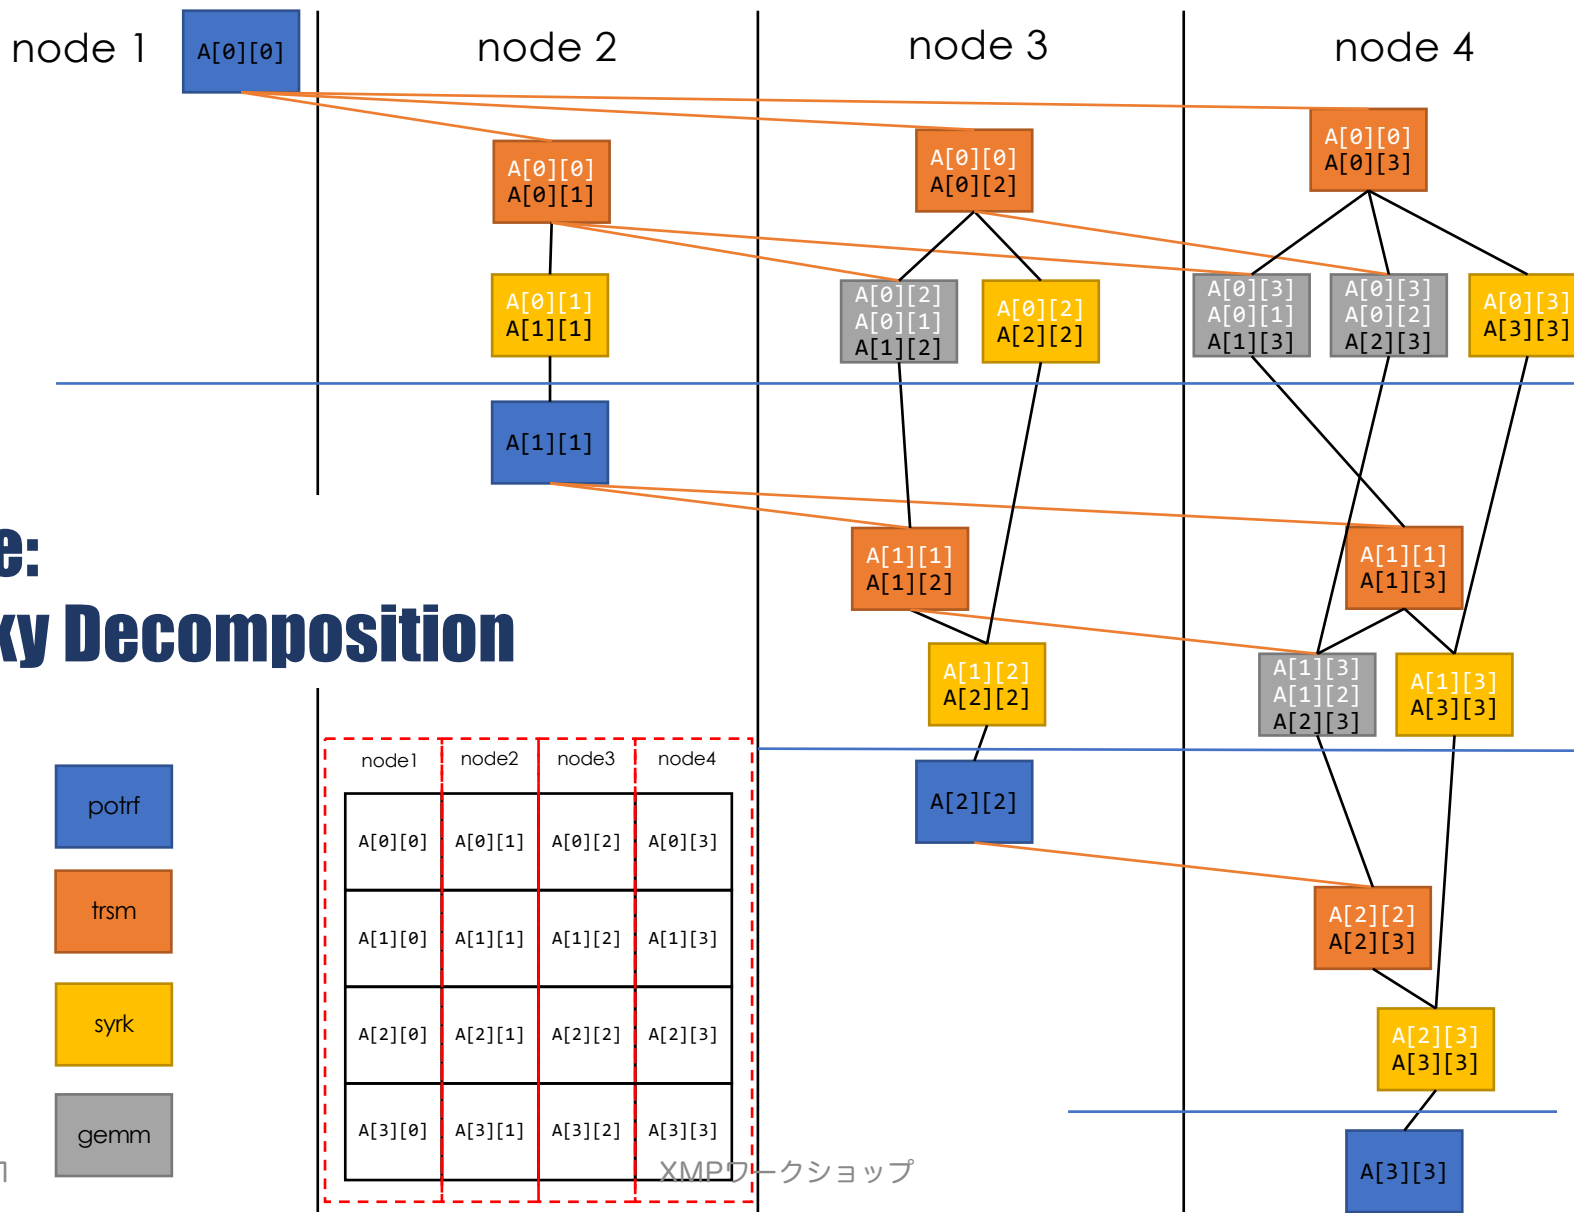 node 1
A[0][0]
node 2
node 3
node 4
A[0][0]
A[0][1]
A[0][0]
A[0][2]
A[0][0]
A[0][3]
A[0][1]
A[1][1]
A[0][2]
A[0][1]
A[1][2]
A[0][2]
A[2][2]
A[0][3]
A[0][1]
A[1][3]
A[0][3]
A[0][2]
A[2][3]
A[0][3]
A[3][3]
A[1][1]
A[1][1]
A[1][2]
A[1][1]
A[1][3]
e:
ky Decomposition
A[1][2]
A[2][2]
A[1][3]
A[1][2]
A[2][3]
A[1][3]
A[3][3]
A[2][2]
A[2][2]
A[2][3]
A[2][3]
A[3][3]
A[3][3]
potrf
trsm
syrk
gemm
node1 node2 node3 node4
A[0][0] A[0][1] A[0][2] A[0][3]
A[1][0] A[1][1] A[1][2] A[1][3]
A[2][0] A[2][1] A[2][2] A[2][3]
A[3][0] A[3][1] A[3][2] A[3][3]
1
XMPワークショップ